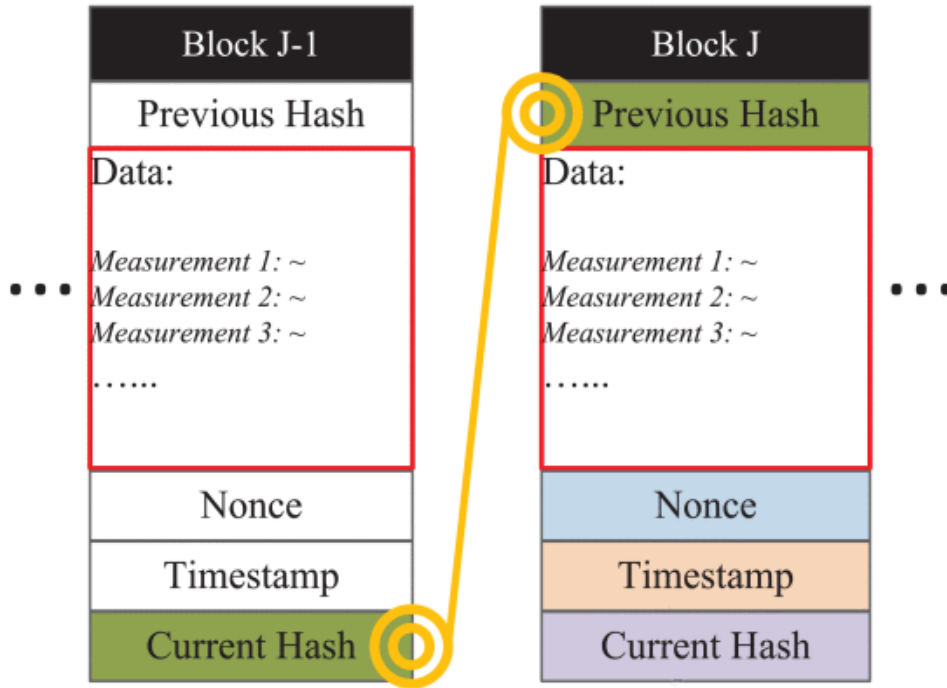 Block J-1
Previous Hash
Data:
Measurement 1: ~
Measurement 2: ~
Measurement 3: ~
…...
Nonce
Timestamp
Current Hash
Block J
Previous Hash
Data:
Measurement 1: ~
Measurement 2: ~
Measurement 3: ~
…...
Nonce
Timestamp
Current Hash